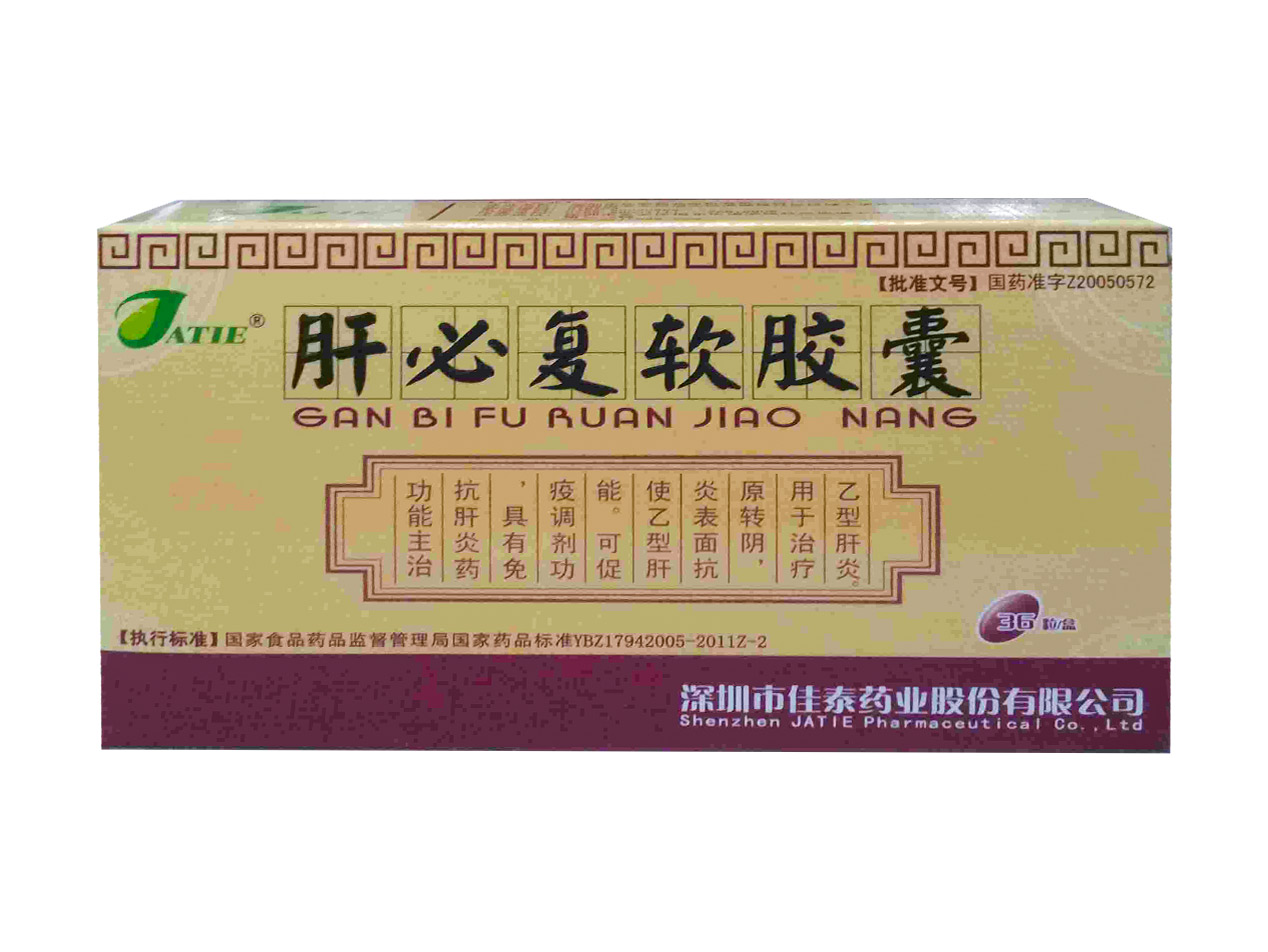 【批准文号】国药准字Z20050572
JATIE®
肝必复软胶囊
GAN BI FU RUAN JIAO NANG
功能主治
抗肝炎药
，具有免
疫调剂功
能。可促
使乙型肝
炎表面抗
原转阴，
用于治疗
乙型肝炎。
36粒/盒
【执行标准】国家食品药品监督管理局国家药品标准YBZ17942005-2011Z-2
深圳市佳泰药业股份有限公司
Shenzhen JATIE Pharmaceutical Co.,Ltd